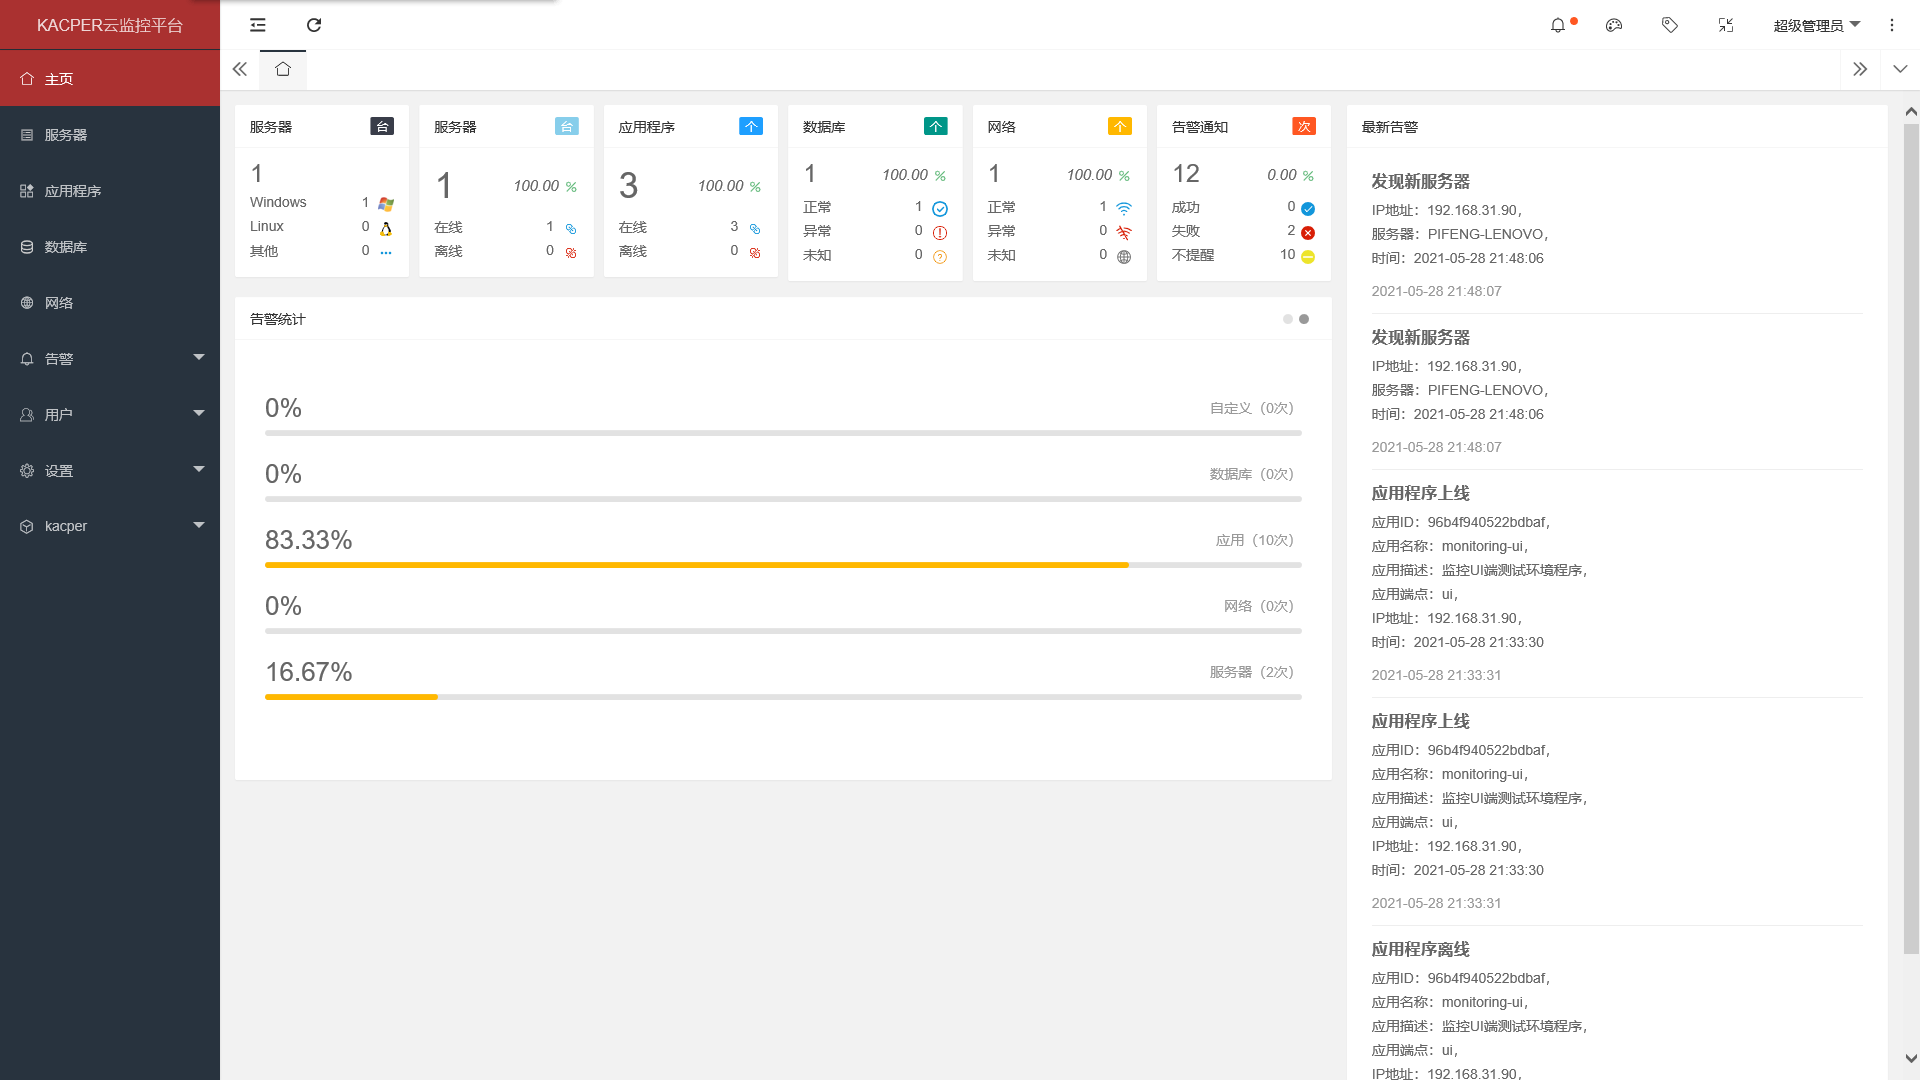 KACPER云监控平台
超级管理员
主页
服务器
应用程序
数据库
网络
告警
用户
设置
kacper
服务器 台
1
Windows 1
Linux 0
其他 0
服务器 台
1 100.00 %
在线 1
离线 0
应用程序 个
3 100.00 %
在线 3
离线 0
数据库 个
1 100.00 %
正常 1
异常 0
未知 0
网络 个
1 100.00 %
正常 1
异常 0
未知 0
告警通知 次
12 0.00 %
成功 0
失败 2
不提醒 10
告警统计
0% 自定义（0次）
0% 数据库（0次）
83.33% 应用（10次）
0% 网络（0次）
16.67% 服务器（2次）
最新告警
发现新服务器
IP地址：192.168.31.90，
服务器：PIFENG-LENOVO，
时间：2021-05-28 21:48:06
2021-05-28 21:48:07
发现新服务器
IP地址：192.168.31.90，
服务器：PIFENG-LENOVO，
时间：2021-05-28 21:48:06
2021-05-28 21:48:07
应用程序上线
应用ID：96b4f940522bdbaf，
应用名称：monitoring-ui，
应用描述：监控UI端测试环境程序，
应用端点：ui，
IP地址：192.168.31.90，
时间：2021-05-28 21:33:30
2021-05-28 21:33:31
应用程序上线
应用ID：96b4f940522bdbaf，
应用名称：monitoring-ui，
应用描述：监控UI端测试环境程序，
应用端点：ui，
IP地址：192.168.31.90，
时间：2021-05-28 21:33:30
2021-05-28 21:33:31
应用程序离线
应用ID：96b4f940522bdbaf，
应用名称：monitoring-ui，
应用描述：监控UI端测试环境程序，
应用端点：ui，
IP地址：192.168.31.90，